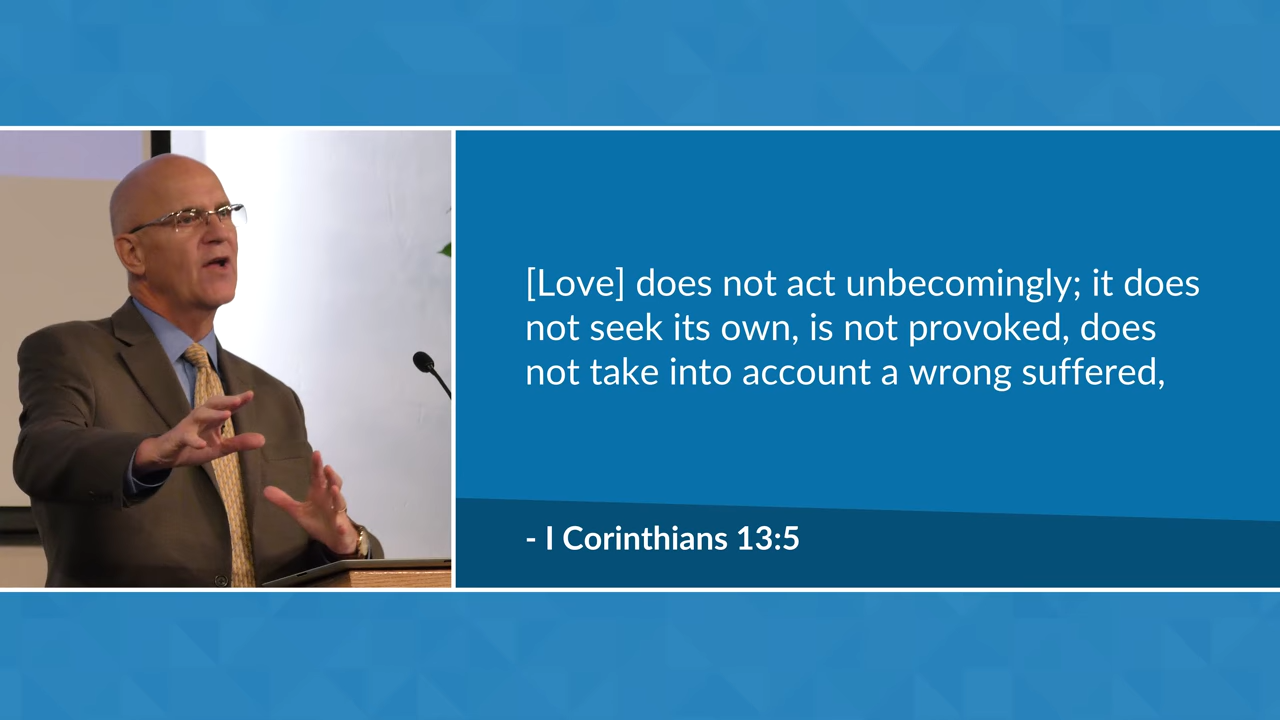 [Love] does not act unbecomingly; it does
not seek its own, is not provoked, does
not take into account a wrong suffered,
- I Corinthians 13:5